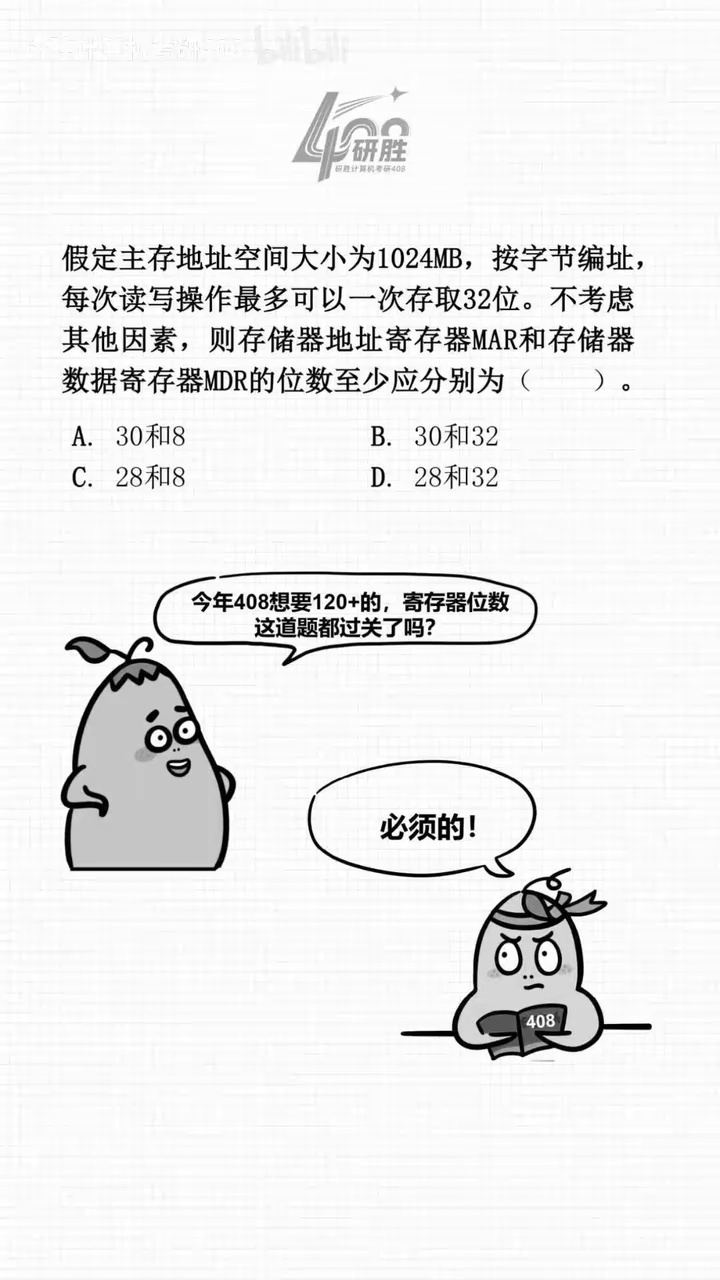 bilibili
408
研胜
研胜计算机考研408
假定主存地址空间大小为1024MB，按字节编址，
每次读写操作最多可以一次存取32位。不考虑
其他因素，则存储器地址寄存器MAR和存储器
数据寄存器MDR的位数至少应分别为（    ）。
A. 30和8
B. 30和32
C. 28和8
D. 28和32
今年408想要120+的，寄存器位数
这道题都过关了吗？
必须的！
408